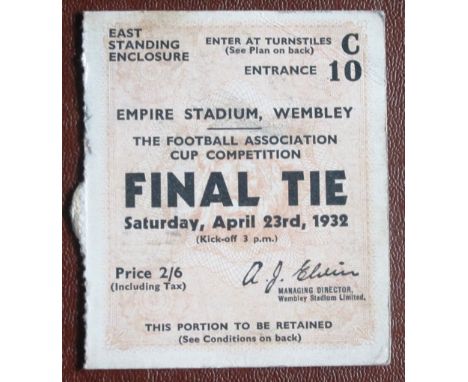 EAST
STANDING
ENCLOSURE
ENTER AT TURNSTILES
(See Plan on back)
C
ENTRANCE 10
EMPIRE STADIUM, WEMBLEY
THE FOOTBALL ASSOCIATION
CUP COMPETITION
FINAL TIE
Saturday, April 23rd, 1932
(Kick-off 3 p.m.)
Price 2/6
(Including Tax)
A. J. Elvin
MANAGING DIRECTOR,
Wembley Stadium Limited.
THIS PORTION TO BE RETAINED
(See Conditions on back)